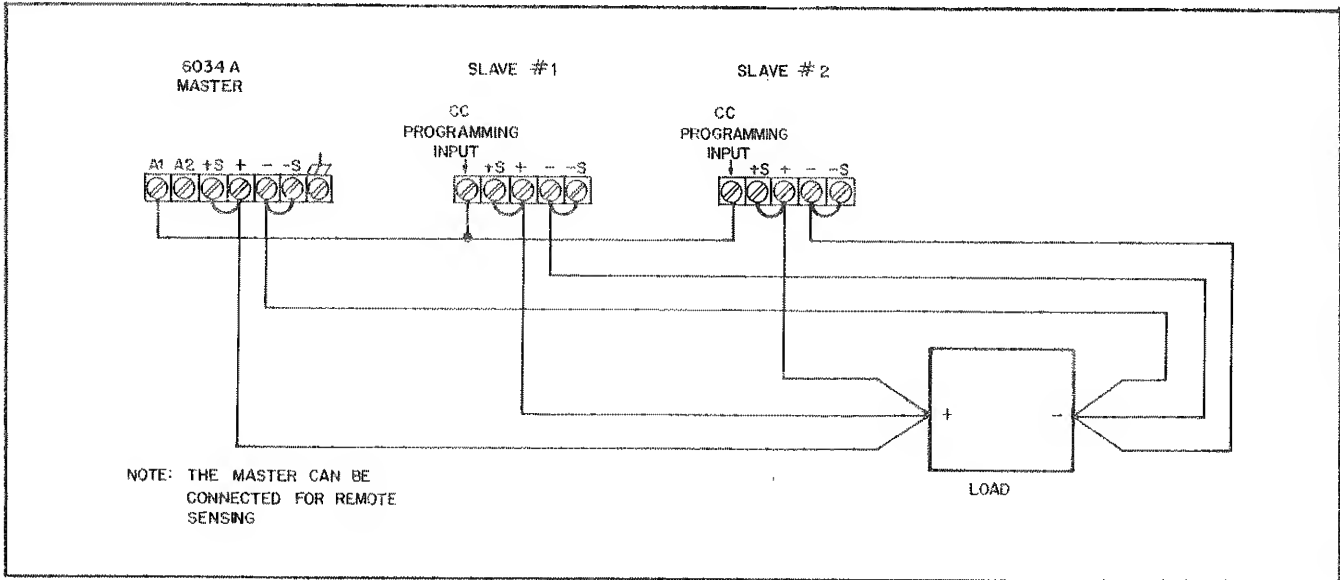 6034A
MASTER
SLAVE #1
SLAVE #2
CC
PROGRAMMING
INPUT
CC
PROGRAMMING
INPUT
A1 A2 +S + - -S
+S + - -S
+S + - -S
+ -
LOAD
NOTE: THE MASTER CAN BE
CONNECTED FOR REMOTE
SENSING